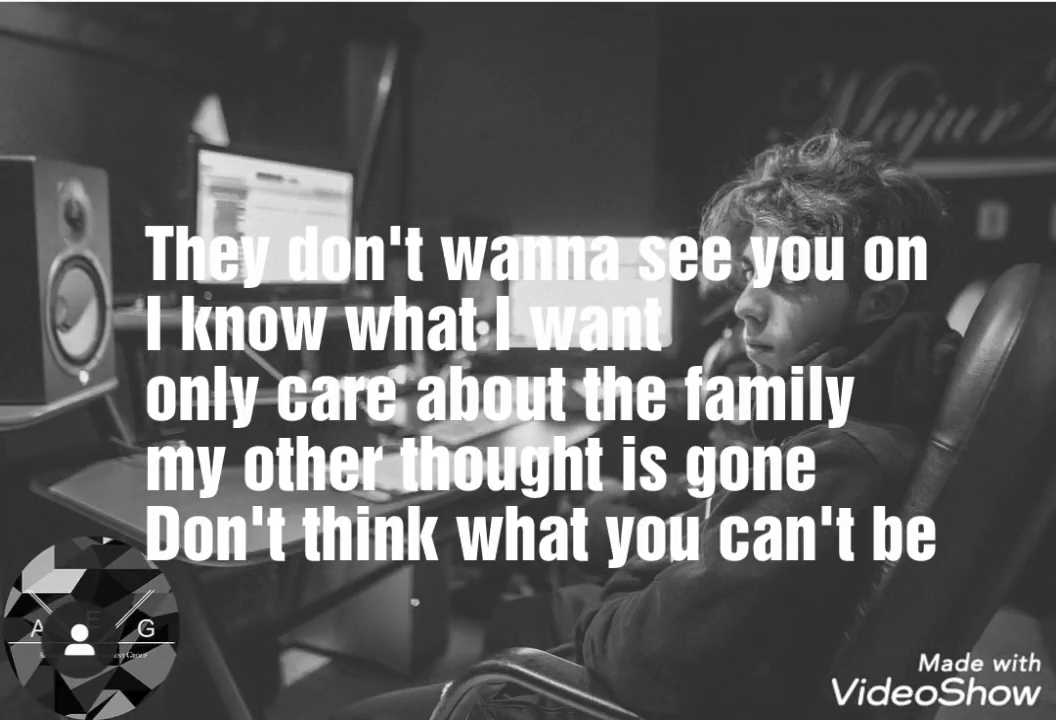 They don't wanna see you on
I know what I want
only care about the family
my other thought is gone
Don't think what you can't be
A E G
Made with
VideoShow